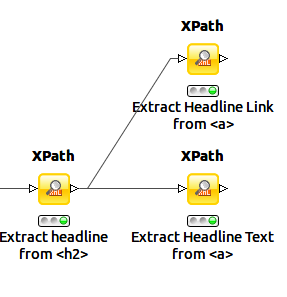 XPath
Extract Headline Link
from <a>
XPath
Extract headline
from <h2>
XPath
Extract Headline Text
from <a>